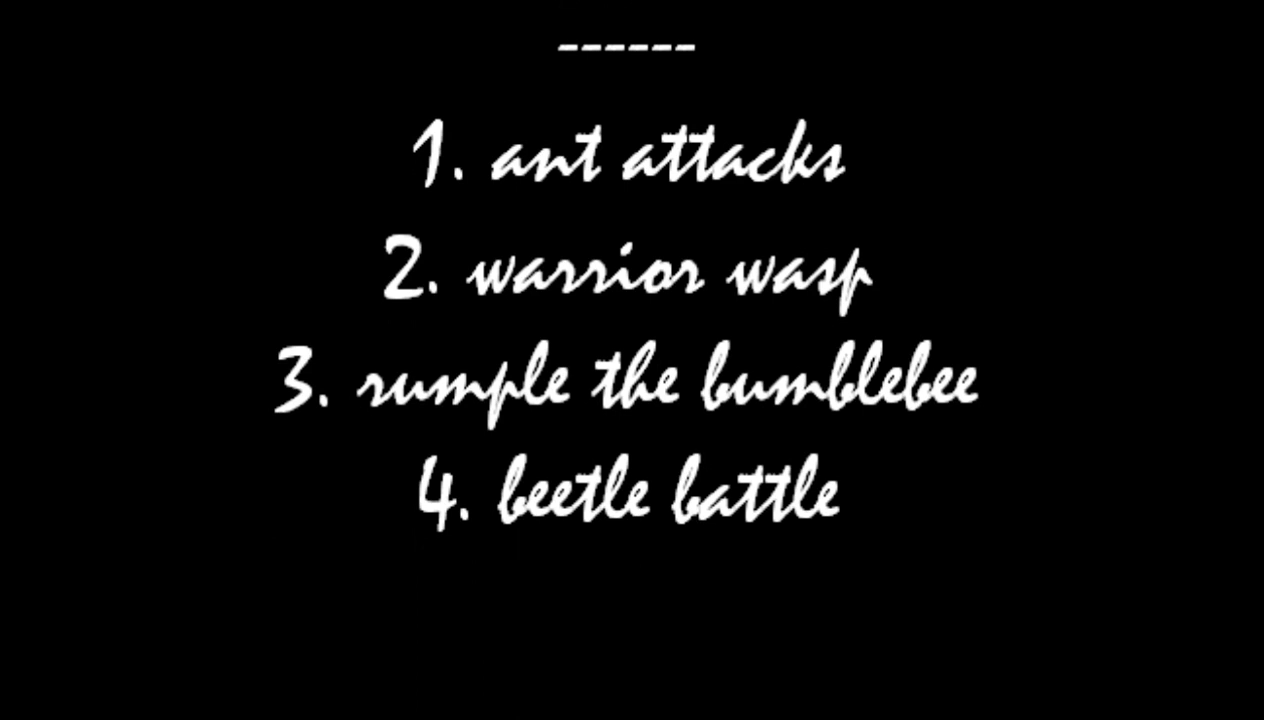 ------
1. ant attacks
2. warrior wasp
3. rumple the bumblebee
4. beetle battle